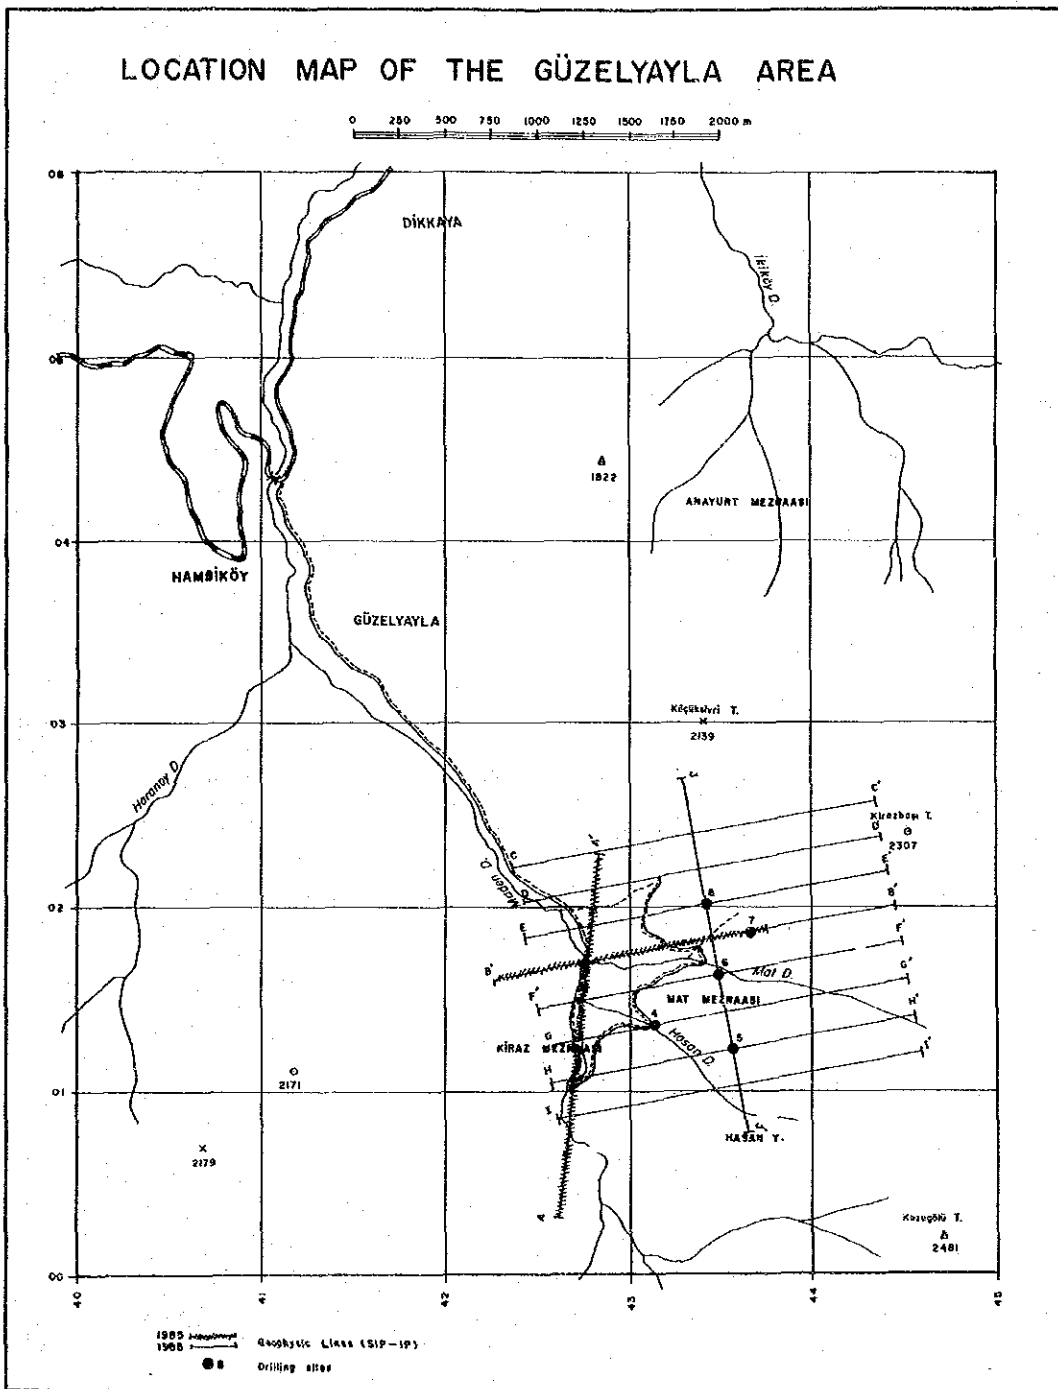 LOCATION MAP OF THE GÜZELYAYLA AREA
0 250 500 750 1000 1250 1500 1750 2000 m
06
DİKKAYA
İkiköy D.
05
1822
ANAYURT MEZRAASI
04
HAMSİKÖY
GÜZELYAYLA
03
Küçüksivri T.
2139
Haranoy D.
J
C'
Kirazbaşı T.
D'
2307
A'
C
E'
Maden D.
D
8
B'
02
E
7
F'
B'
6
Mat D.
G'
F'
MAT MEZRAASI
4
H'
G
KİRAZ MEZRAASI
Hasan D.
5
I'
H
2171
01
I
J'
HASAN Y.
2179
A
2481
00
40 41 42 43 44 45
1985
1986 Geophysic Lines (SIP-IP)
8 Drilling sites